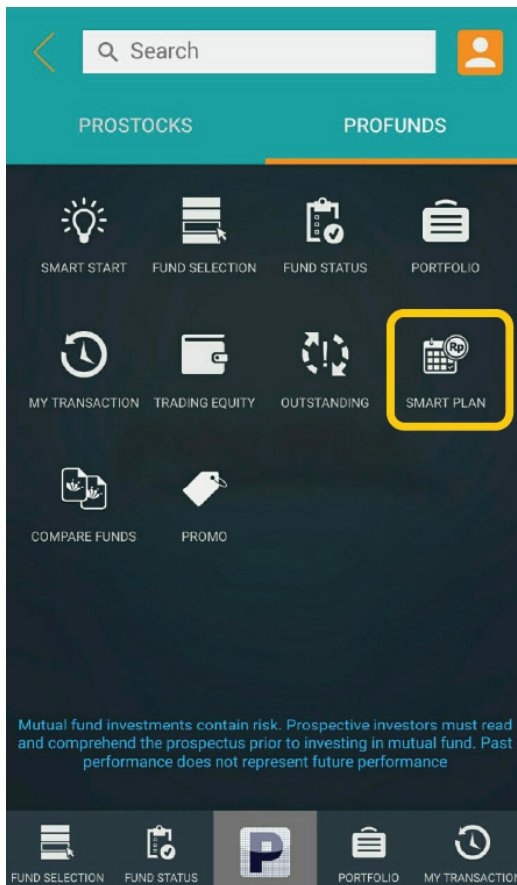 Search
PROSTOCKS PROFUNDS
SMART START FUND SELECTION FUND STATUS PORTFOLIO
Rp
MY TRANSACTION TRADING EQUITY OUTSTANDING SMART PLAN
COMPARE FUNDS PROMO
Mutual fund investments contain risk. Prospective investors must read
and comprehend the prospectus prior to investing in mutual fund. Past
performance does not represent future performance
P
FUND SELECTION FUND STATUS PORTFOLIO MY TRANSACTION